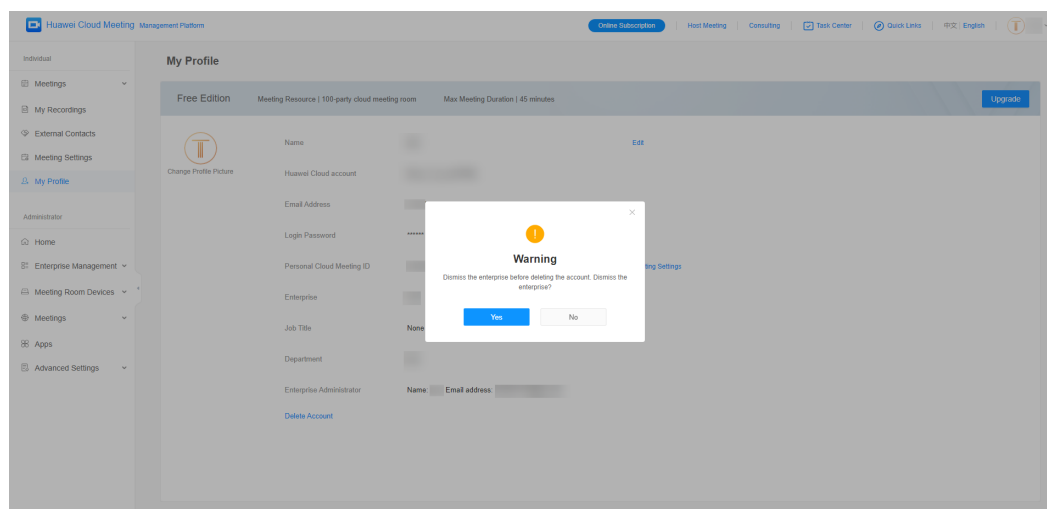 Huawei Cloud Meeting Management Platform
Online Subscription Host Meeting Consulting Task Center Quick Links 中文 English
Individual
Meetings
My Recordings
External Contacts
Meeting Settings
My Profile
Administrator
Home
Enterprise Management
Meeting Room Devices
Meetings
Apps
Advanced Settings
My Profile
Free Edition Meeting Resource | 100-party cloud meeting room Max Meeting Duration | 45 minutes Upgrade
Change Profile Picture
Name Edit
Huawei Cloud account
Email Address
Login Password ******
Personal Cloud Meeting ID ting Settings
Enterprise
Job Title None
Department
Enterprise Administrator Name: Email address:
Delete Account
Warning
Dismiss the enterprise before deleting the account. Dismiss the
enterprise?
Yes No